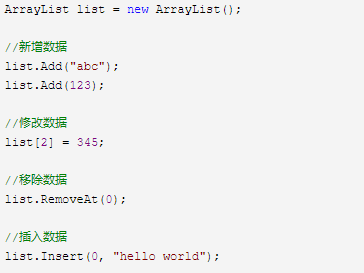 ArrayList list = new ArrayList();
//新增数据
list.Add("abc");
list.Add(123);
//修改数据
list[2] = 345;
//移除数据
list.RemoveAt(0);
//插入数据
list.Insert(0, "hello world");